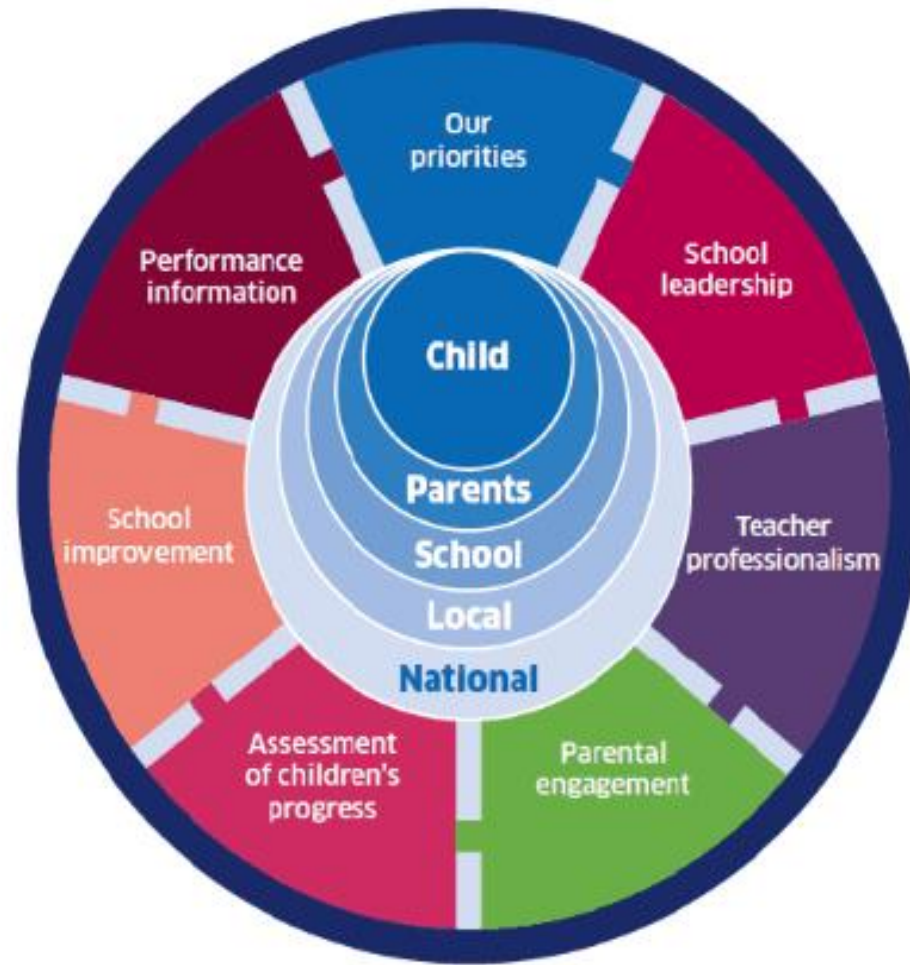 Our
priorities
School
leadership
Teacher
professionalism
Parental
engagement
Assessment
of children's
progress
School
improvement
Performance
information
Child
Parents
School
Local
National